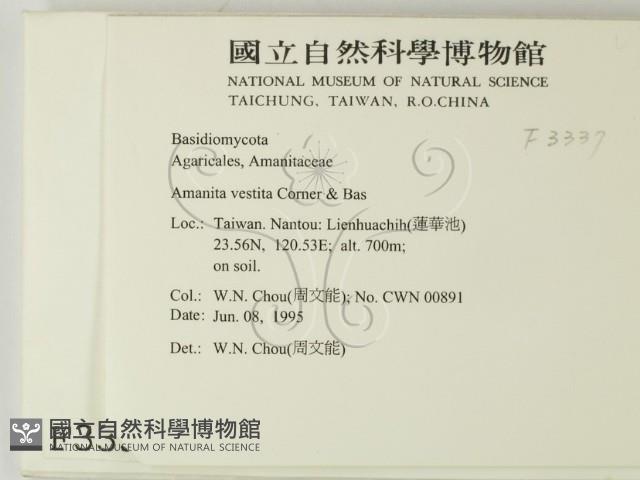 國立自然科學博物館
NATIONAL MUSEUM OF NATURAL SCIENCE
TAICHUNG, TAIWAN, R.O.CHINA
F3337
Basidiomycota
Agaricales, Amanitaceae
Amanita vestita Corner & Bas
Loc.: Taiwan. Nantou: Lienhuachih(蓮華池)
23.56N, 120.53E; alt. 700m;
on soil.
Col.: W.N. Chou(周文能); No. CWN 00891
Date: Jun. 08, 1995
Det.: W.N. Chou(周文能)
國立自然科學博物館
NATIONAL MUSEUM OF NATURAL SCIENCE